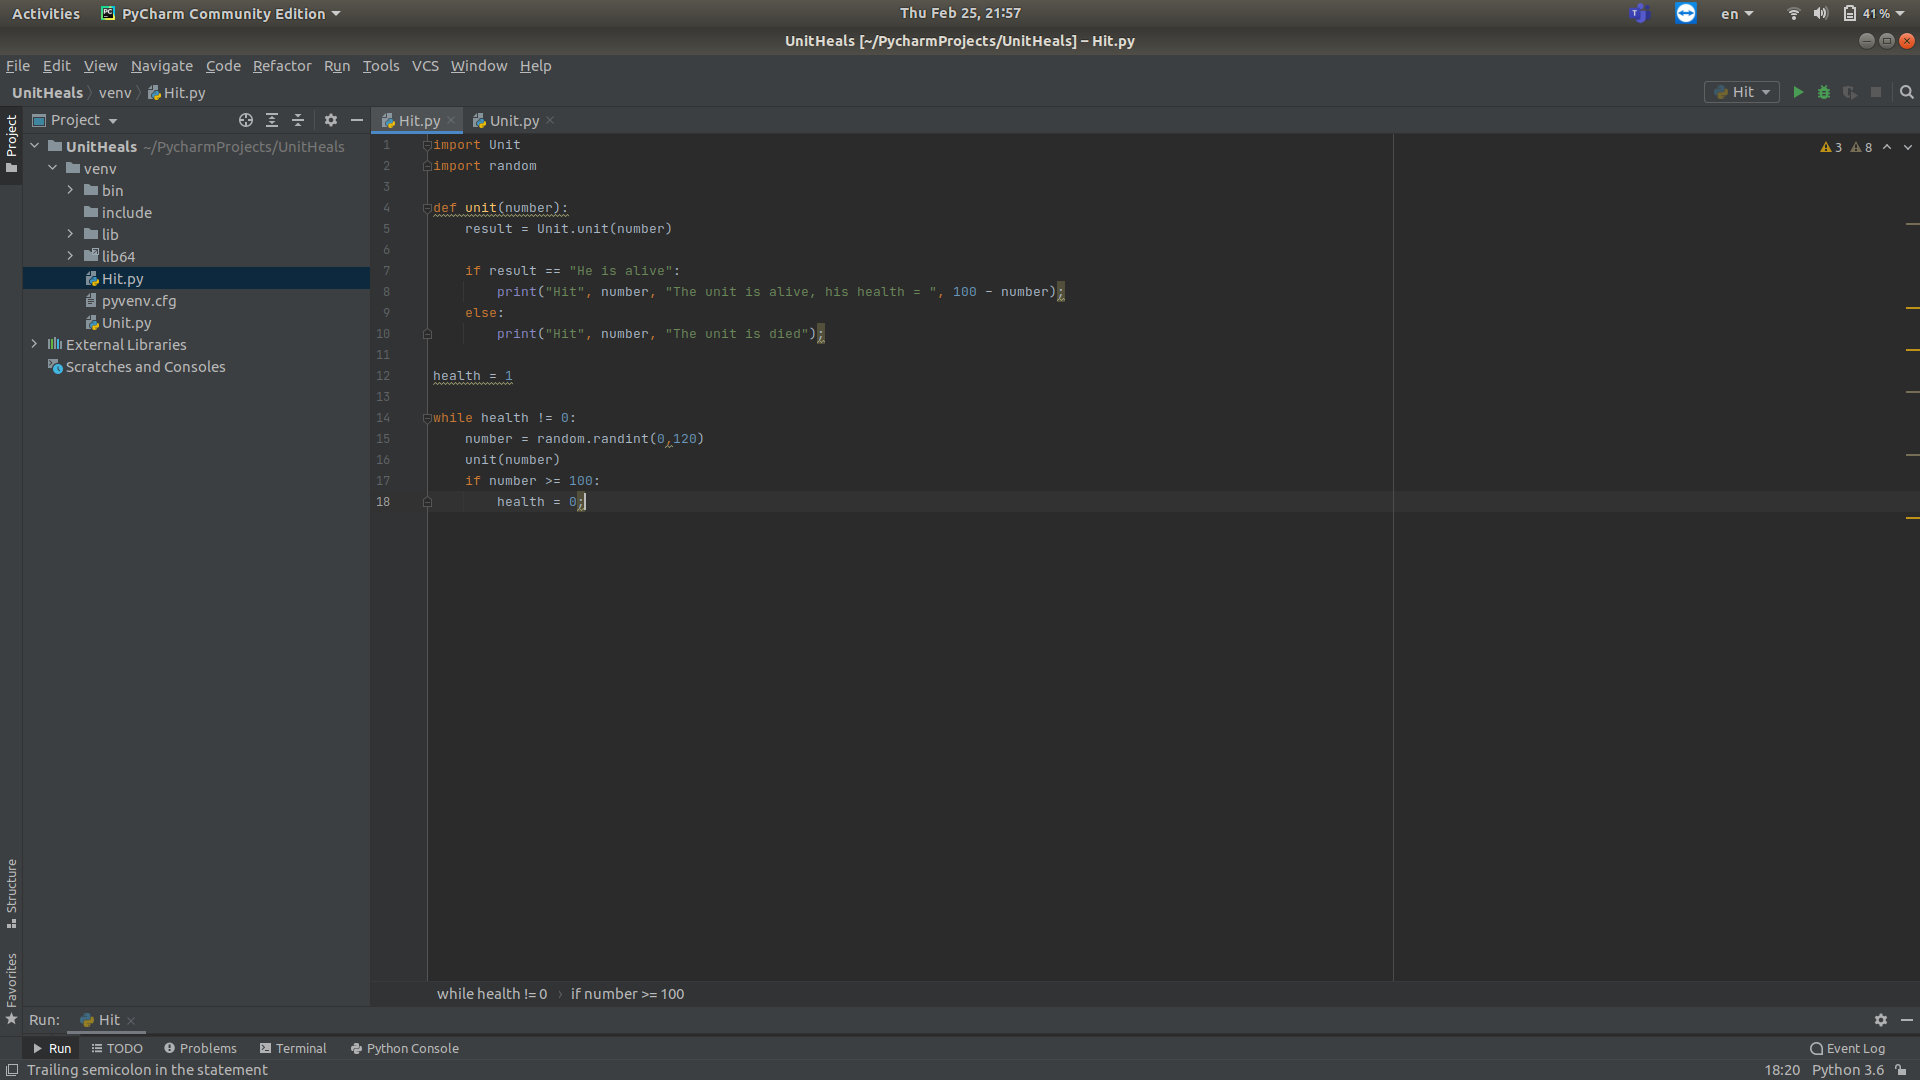 Activities PyCharm Community Edition Thu Feb 25, 21:57 en 41%
UnitHeals [~/PycharmProjects/UnitHeals] – Hit.py
File Edit View Navigate Code Refactor Run Tools VCS Window Help
UnitHeals venv Hit.py Hit
Project
Project
Hit.py Unit.py
UnitHeals ~/PycharmProjects/UnitHeals
venv
bin
include
lib
lib64
Hit.py
pyvenv.cfg
Unit.py
External Libraries
Scratches and Consoles
3 8
1 import Unit
2 import random
3
4 def unit(number):
5 result = Unit.unit(number)
6
7 if result == "He is alive":
8 print("Hit", number, "The unit is alive, his health = ", 100 - number);
9 else:
10 print("Hit", number, "The unit is died");
11
12 health = 1
13
14 while health != 0:
15 number = random.randint(0,120)
16 unit(number)
17 if number >= 100:
18 health = 0;
Structure
Favorites
while health != 0 › if number >= 100
Run: Hit
Run TODO Problems Terminal Python Console Event Log
Trailing semicolon in the statement 18:20 Python 3.6